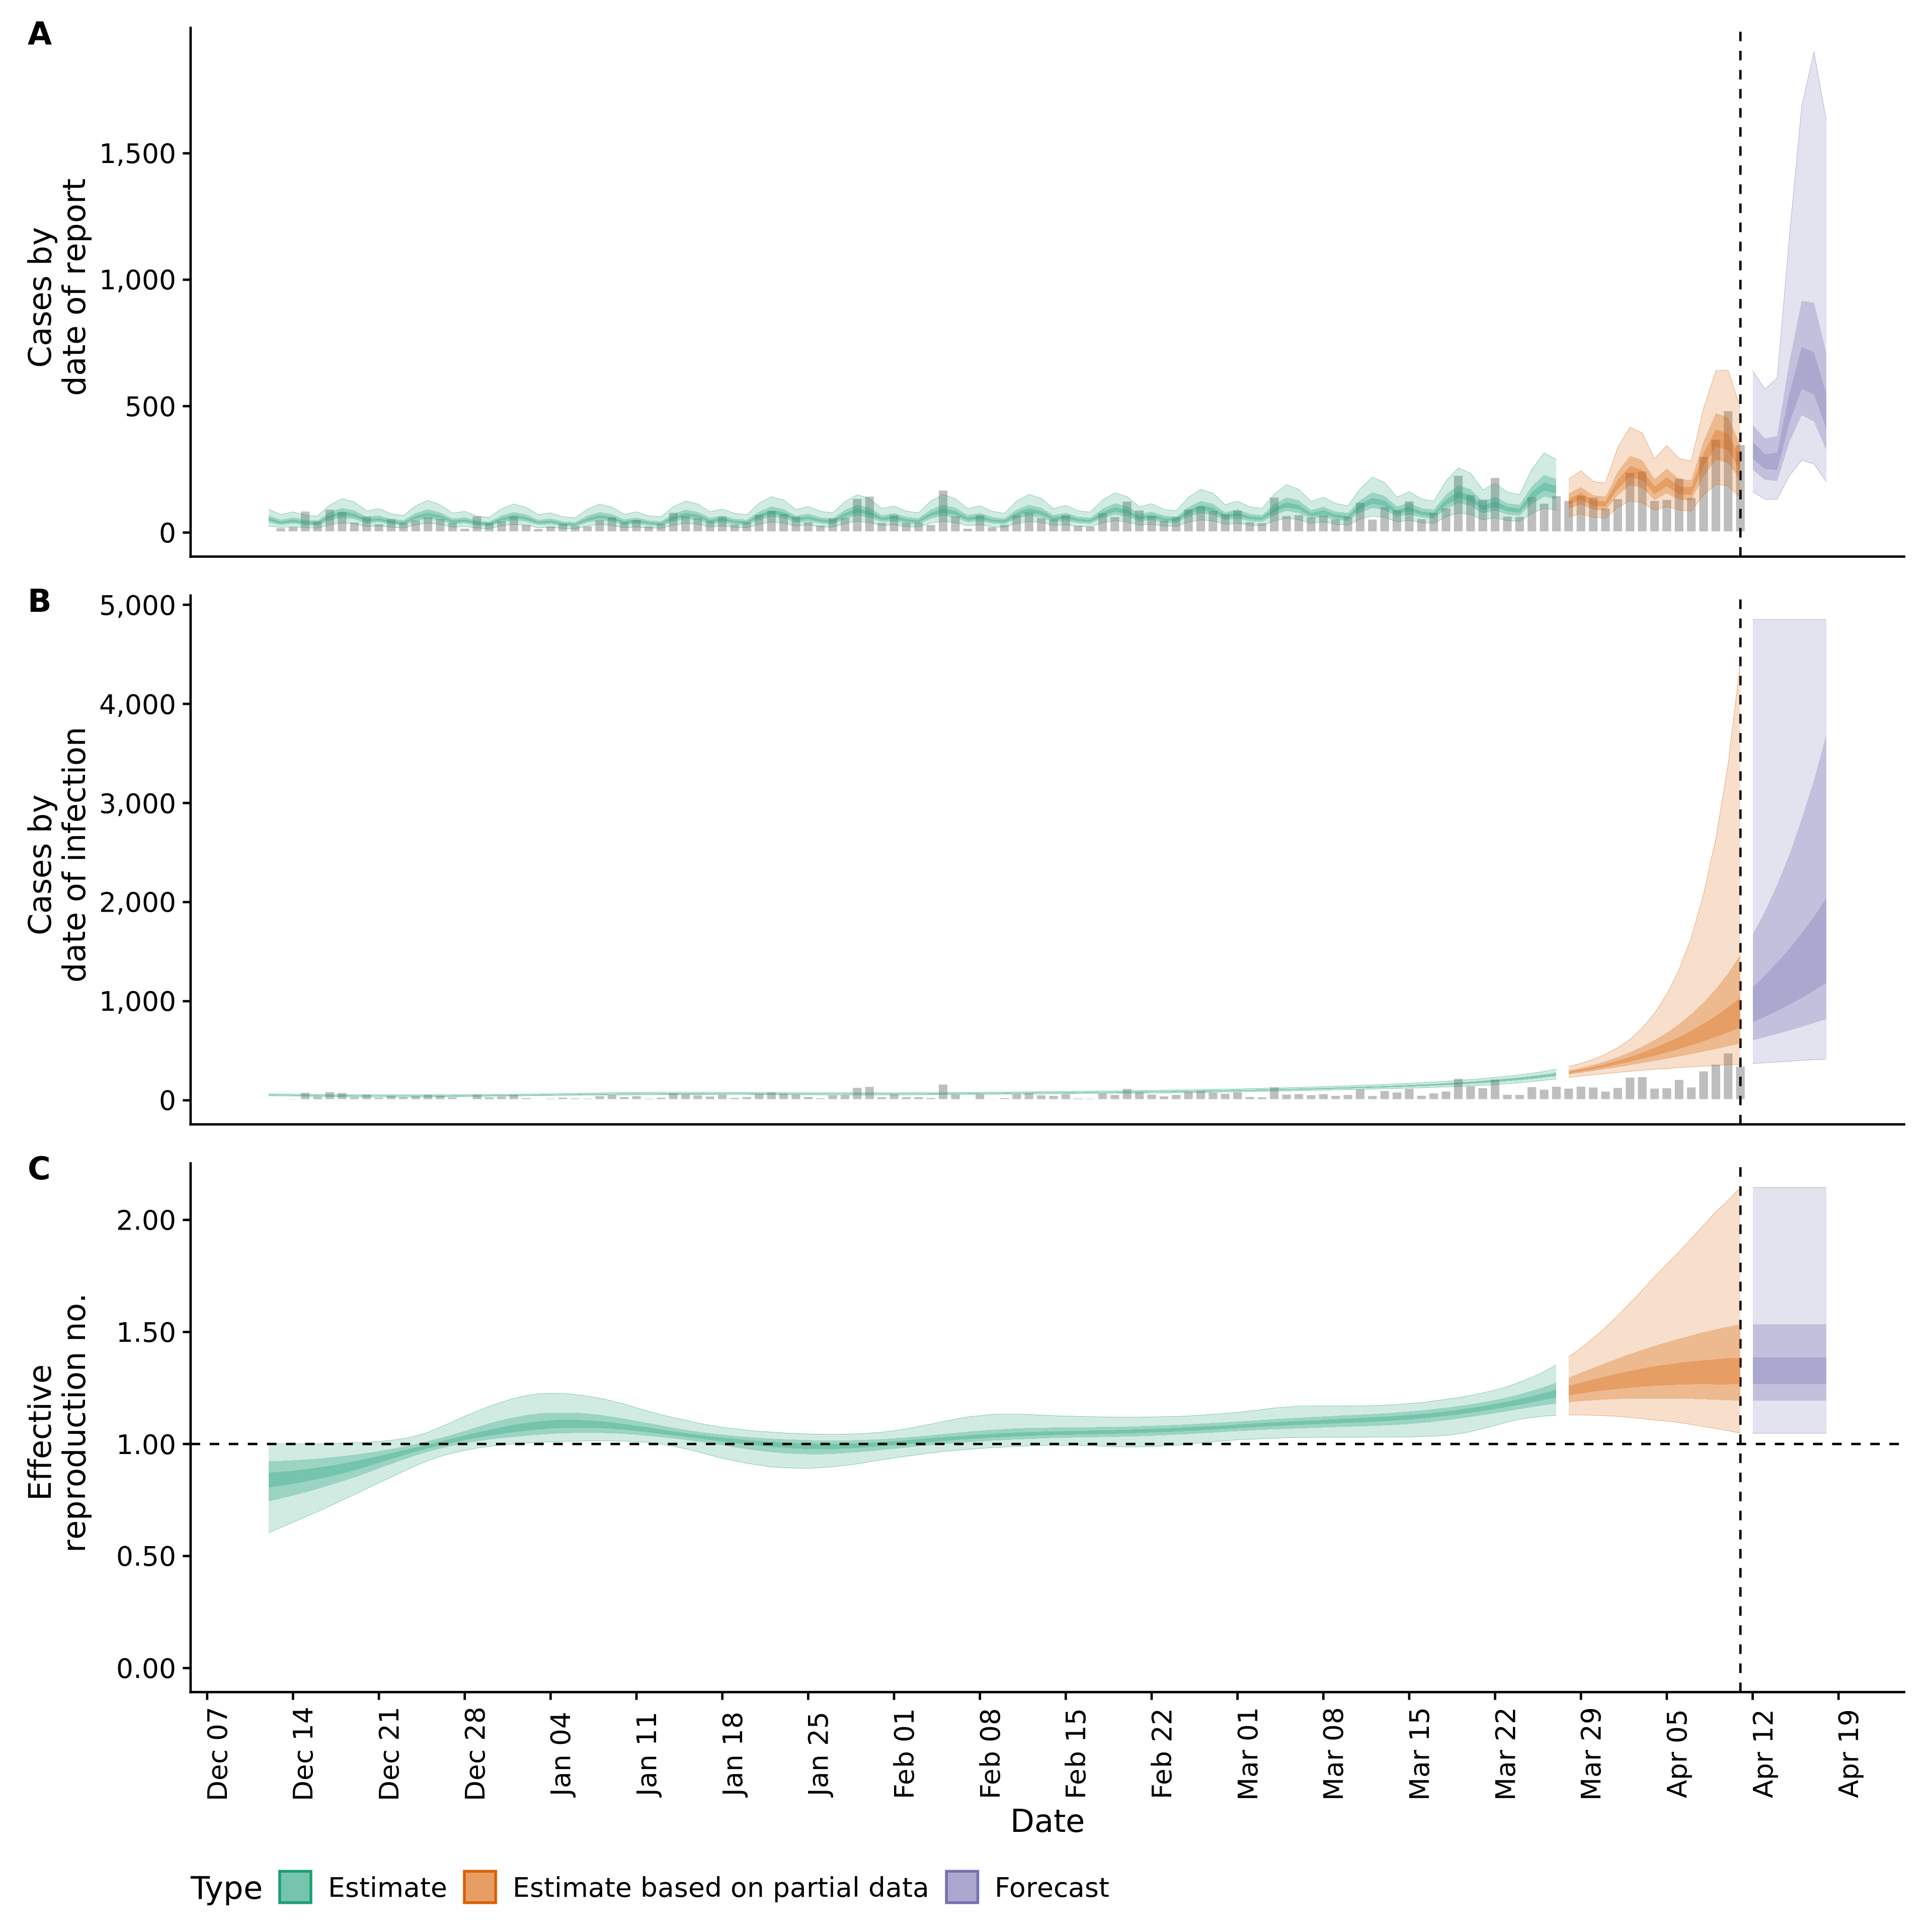 A
Cases by
date of report
1,500
1,000
500
0
B
Cases by
date of infection
5,000
4,000
3,000
2,000
1,000
0
C
Effective
reproduction no.
2.00
1.50
1.00
0.50
0.00
Dec 07
Dec 14
Dec 21
Dec 28
Jan 04
Jan 11
Jan 18
Jan 25
Feb 01
Feb 08
Feb 15
Feb 22
Mar 01
Mar 08
Mar 15
Mar 22
Mar 29
Apr 05
Apr 12
Apr 19
Date
Type Estimate Estimate based on partial data Forecast